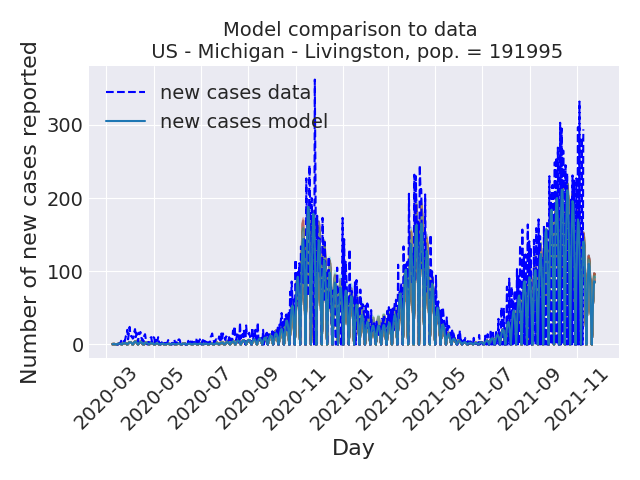 Model comparison to data
US - Michigan - Livingston, pop. = 191995
new cases data
new cases model
Number of new cases reported
300
200
100
0
2020-03
2020-05
2020-07
2020-09
2020-11
2021-01
2021-03
2021-05
2021-07
2021-09
2021-11
Day